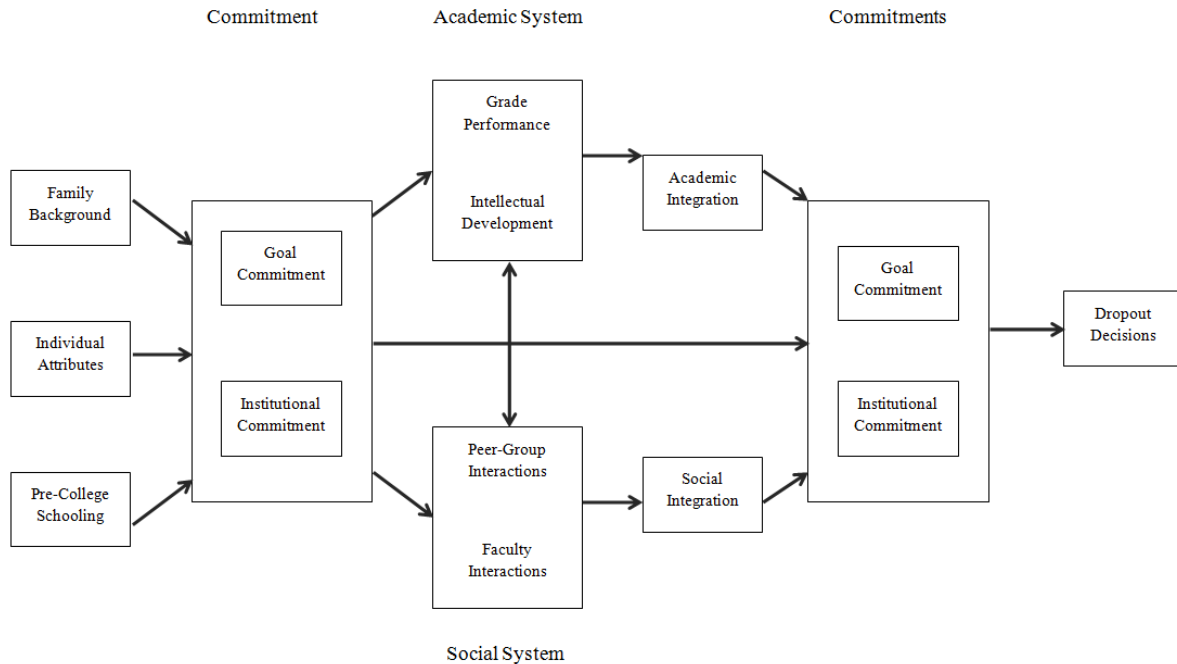 Commitment
Academic System
Commitments
Grade
Performance
Intellectual
Development
Family
Background
Individual
Attributes
Pre-College
Schooling
Goal
Commitment
Institutional
Commitment
Peer-Group
Interactions
Faculty
Interactions
Academic
Integration
Social
Integration
Goal
Commitment
Institutional
Commitment
Dropout
Decisions
Social System